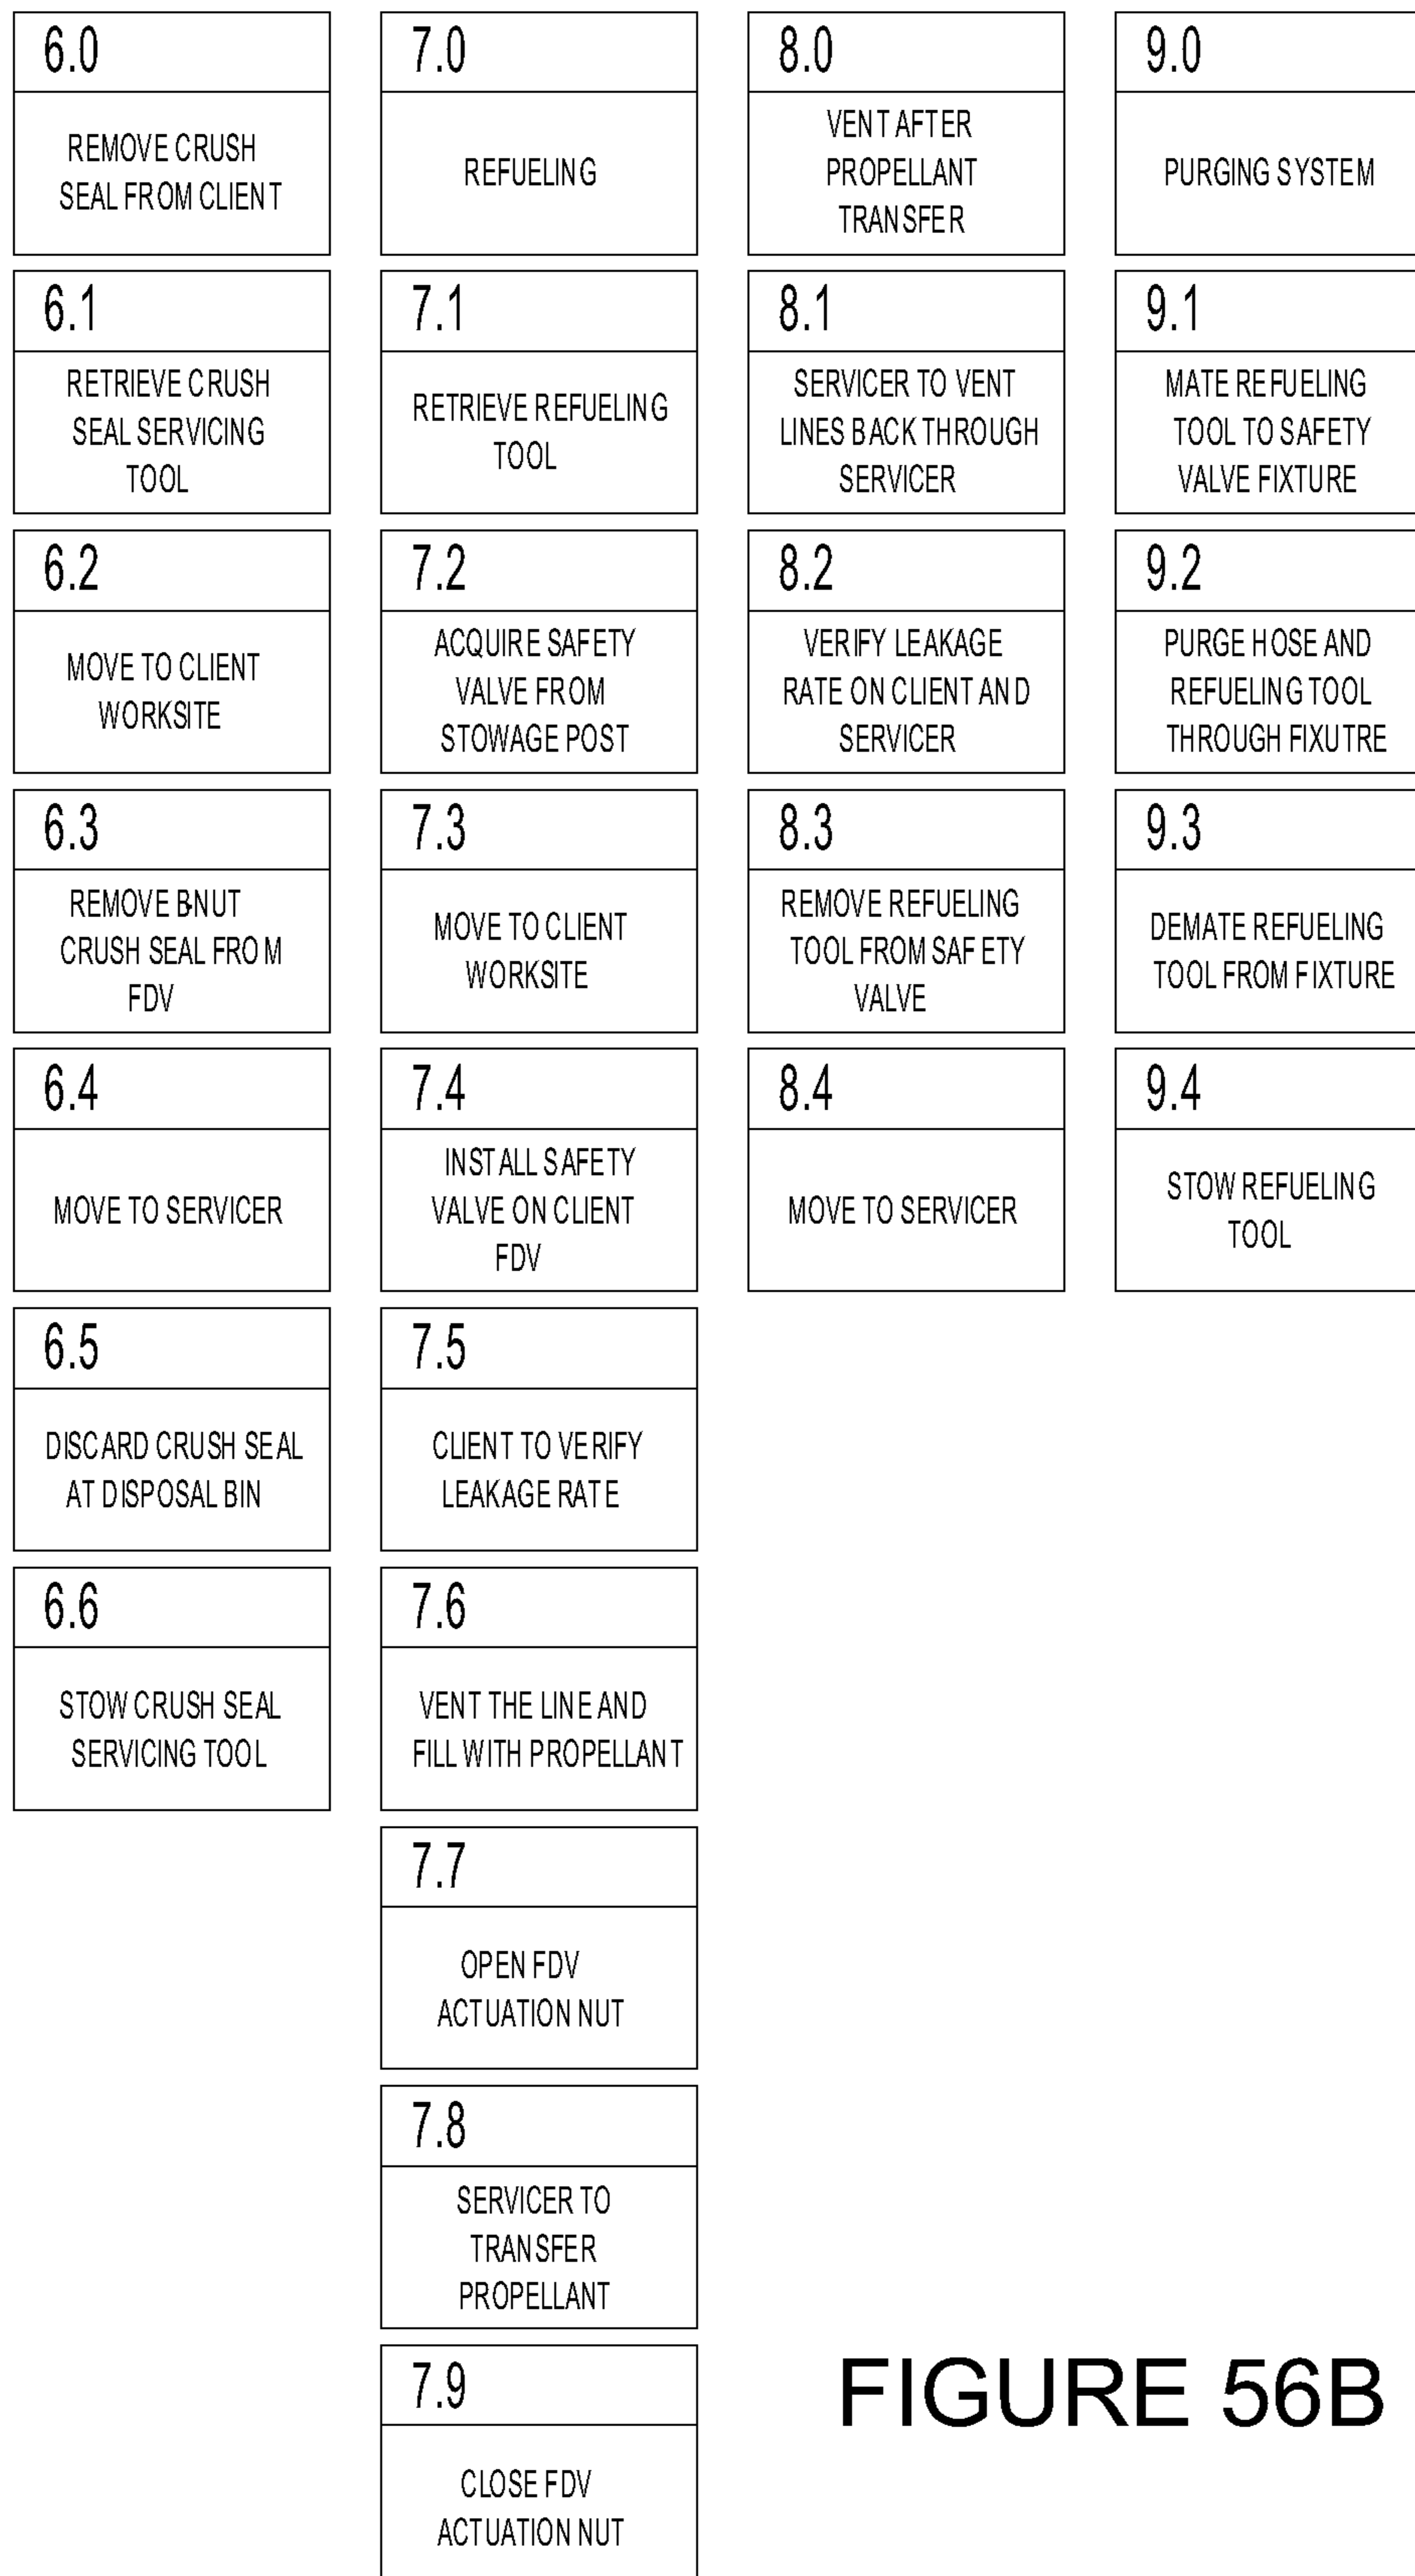 6.0
REMOVE CRUSH
SEAL FROM CLIENT
6.1
RETRIEVE CRUSH
SEAL SERVICING
TOOL
6.2
MOVE TO CLIENT
WORKSITE
6.3
REMOVE B-NUT
CRUSH SEAL FROM
FDV
6.4
MOVE TO SERVICER
6.5
DISCARD CRUSH SEAL
AT DISPOSAL BIN
6.6
STOW CRUSH SEAL
SERVICING TOOL
7.0
REFUELING
7.1
RETRIEVE REFUELING
TOOL
7.2
ACQUIRE SAFETY
VALVE FROM
STOWAGE POST
7.3
MOVE TO CLIENT
WORKSITE
7.4
INSTALL SAFETY
VALVE ON CLIENT
FDV
7.5
CLIENT TO VERIFY
LEAKAGE RATE
7.6
VENT THE LINE AND
FILL WITH PROPELLANT
7.7
OPEN FDV
ACTUATION NUT
7.8
SERVICER TO
TRANSFER
PROPELLANT
7.9
CLOSE FDV
ACTUATION NUT
8.0
VENT AFTER
PROPELLANT
TRANSFER
8.1
SERVICER TO VENT
LINES BACK THROUGH
SERVICER
8.2
VERIFY LEAKAGE
RATE ON CLIENT AND
SERVICER
8.3
REMOVE REFUELING
TOOL FROM SAFETY
VALVE
8.4
MOVE TO SERVICER
9.0
PURGING SYSTEM
9.1
MATE REFUELING
TOOL TO SAFETY
VALVE FIXTURE
9.2
PURGE HOSE AND
REFUELING TOOL
THROUGH FIXUTRE
9.3
DEMATE REFUELING
TOOL FROM FIXTURE
9.4
STOW REFUELING
TOOL
FIGURE 56B